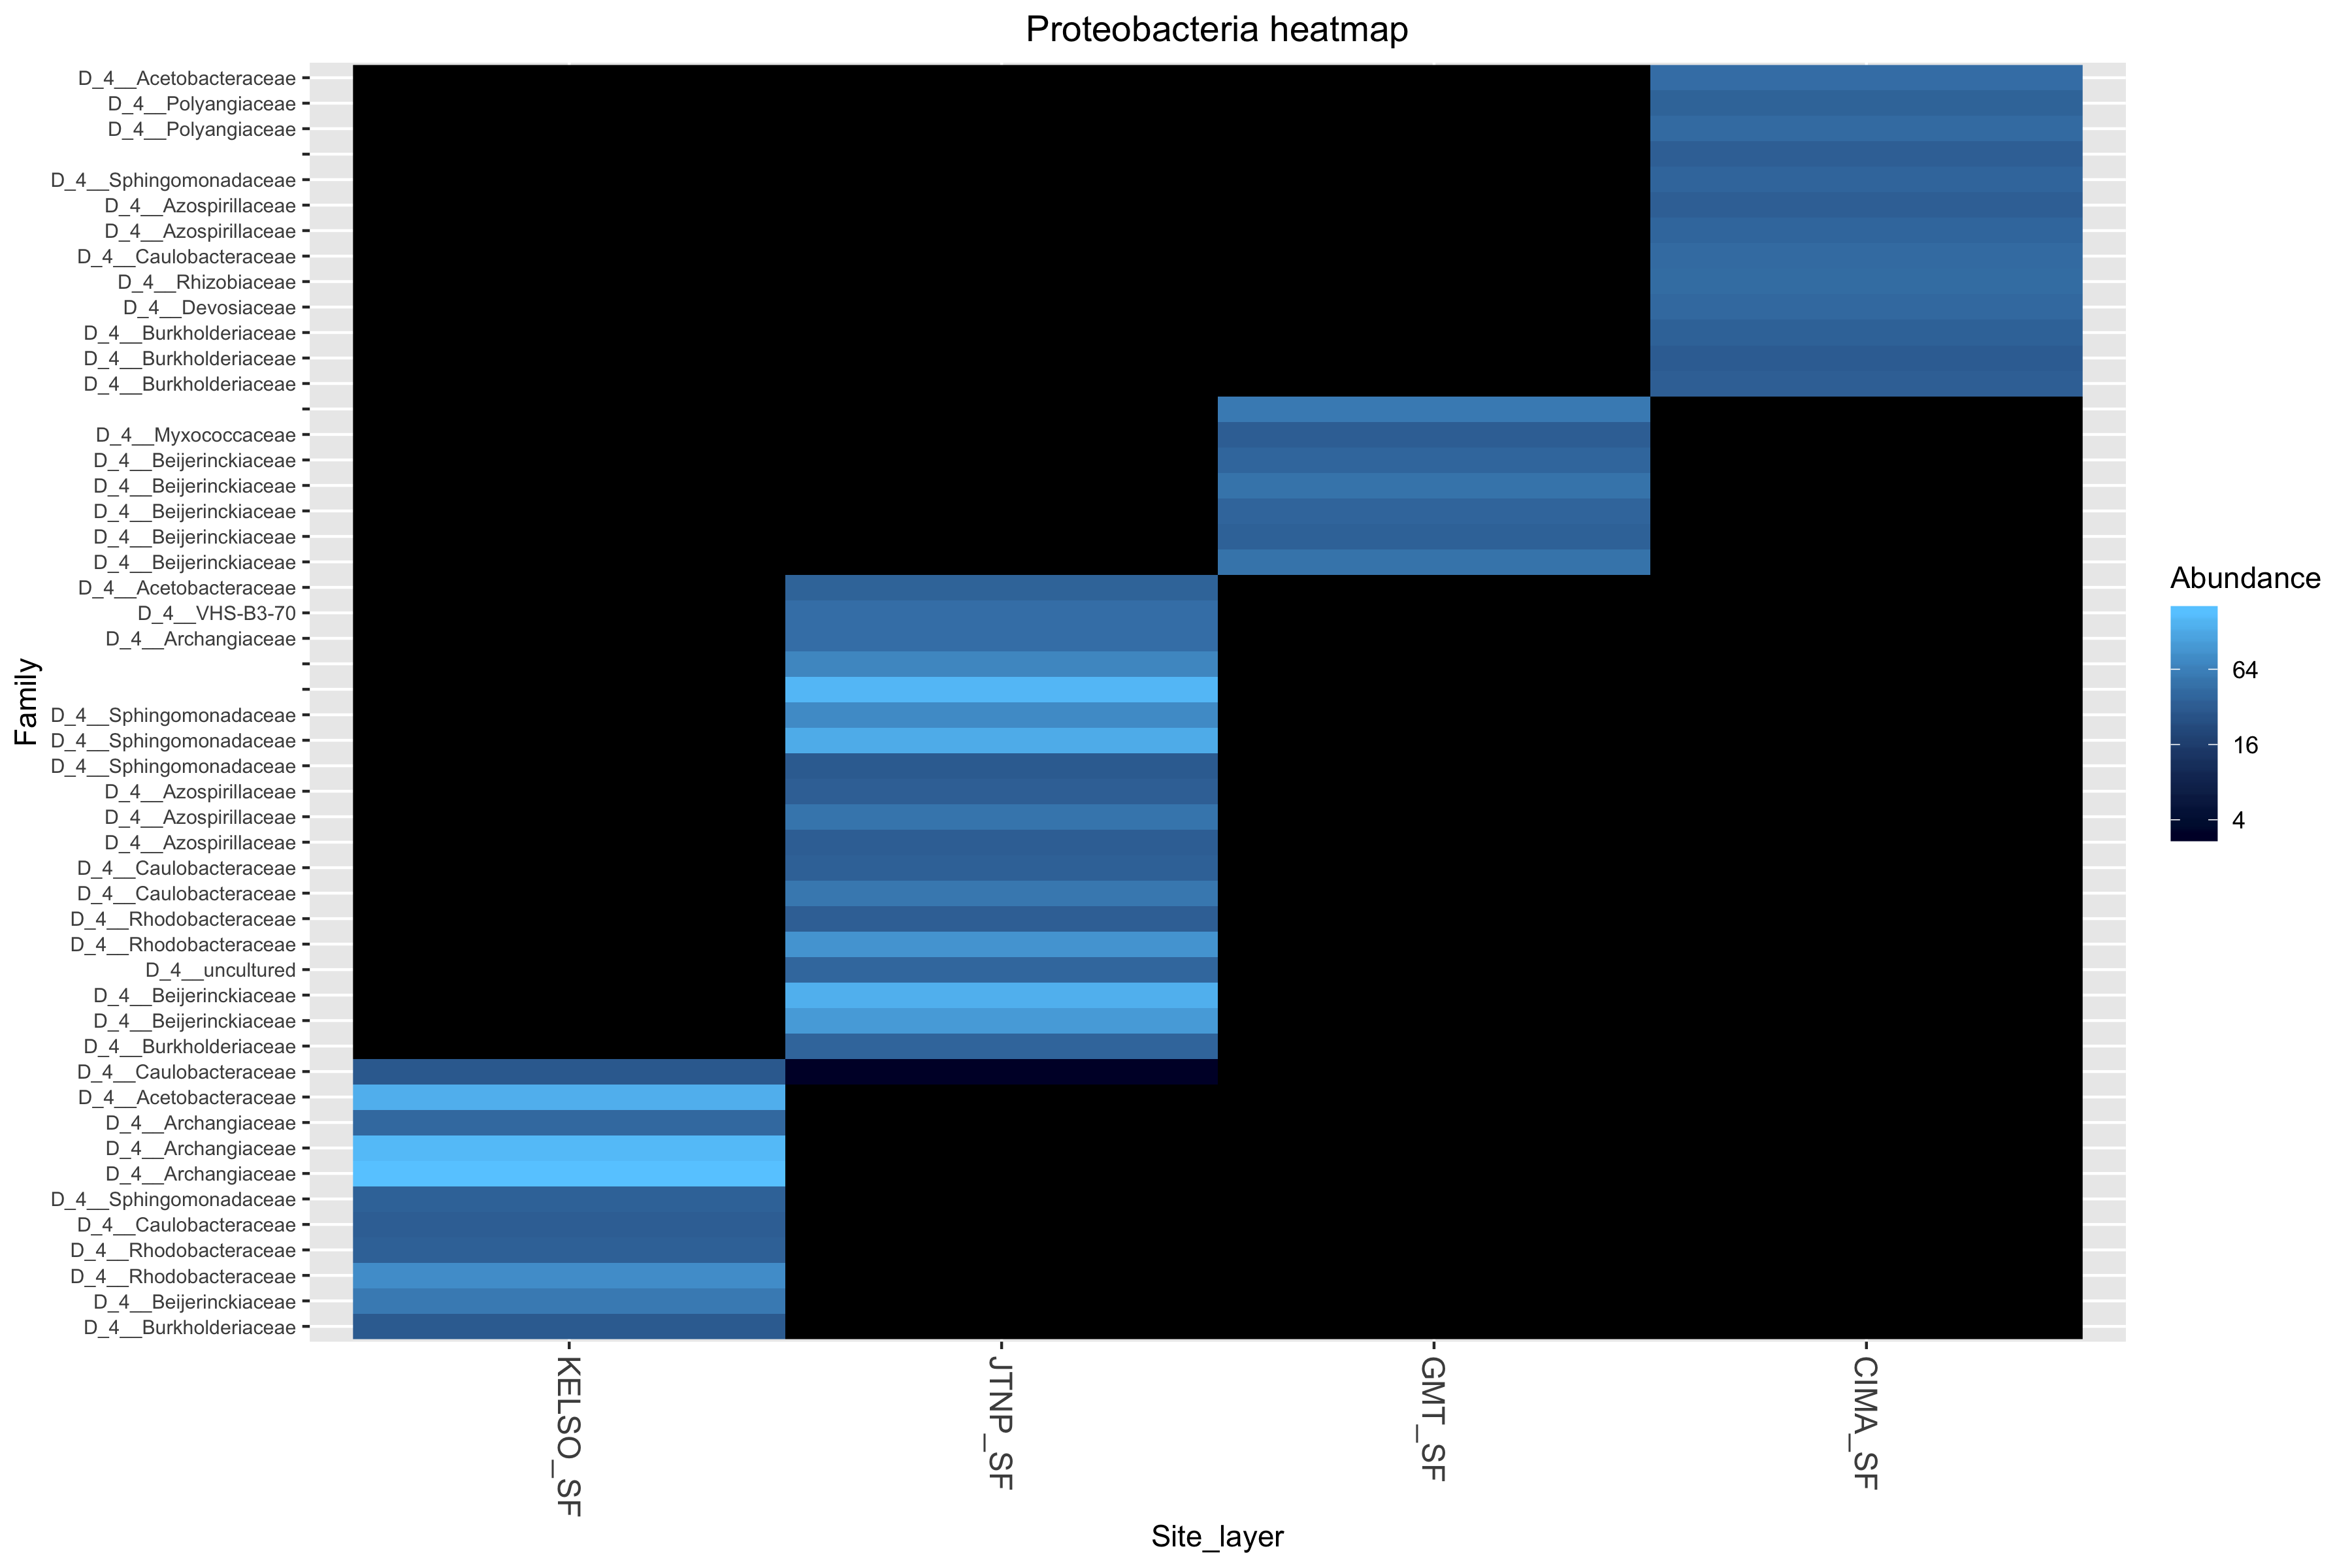 Proteobacteria heatmap
D_4__Acetobacteraceae
D_4__Polyangiaceae
D_4__Polyangiaceae
D_4__Sphingomonadaceae
D_4__Azospirillaceae
D_4__Azospirillaceae
D_4__Caulobacteraceae
D_4__Rhizobiaceae
D_4__Devosiaceae
D_4__Burkholderiaceae
D_4__Burkholderiaceae
D_4__Burkholderiaceae
D_4__Myxococcaceae
D_4__Beijerinckiaceae
D_4__Beijerinckiaceae
D_4__Beijerinckiaceae
D_4__Beijerinckiaceae
D_4__Beijerinckiaceae
D_4__Acetobacteraceae
D_4__VHS-B3-70
D_4__Archangiaceae
D_4__Sphingomonadaceae
D_4__Sphingomonadaceae
D_4__Sphingomonadaceae
D_4__Azospirillaceae
D_4__Azospirillaceae
D_4__Azospirillaceae
D_4__Caulobacteraceae
D_4__Caulobacteraceae
D_4__Rhodobacteraceae
D_4__Rhodobacteraceae
D_4__uncultured
D_4__Beijerinckiaceae
D_4__Beijerinckiaceae
D_4__Burkholderiaceae
D_4__Caulobacteraceae
D_4__Acetobacteraceae
D_4__Archangiaceae
D_4__Archangiaceae
D_4__Archangiaceae
D_4__Sphingomonadaceae
D_4__Caulobacteraceae
D_4__Rhodobacteraceae
D_4__Rhodobacteraceae
D_4__Beijerinckiaceae
D_4__Burkholderiaceae
Family
KELSO_SF
JTNP_SF
GMT_SF
CIMA_SF
Site_layer
Abundance
64
16
4